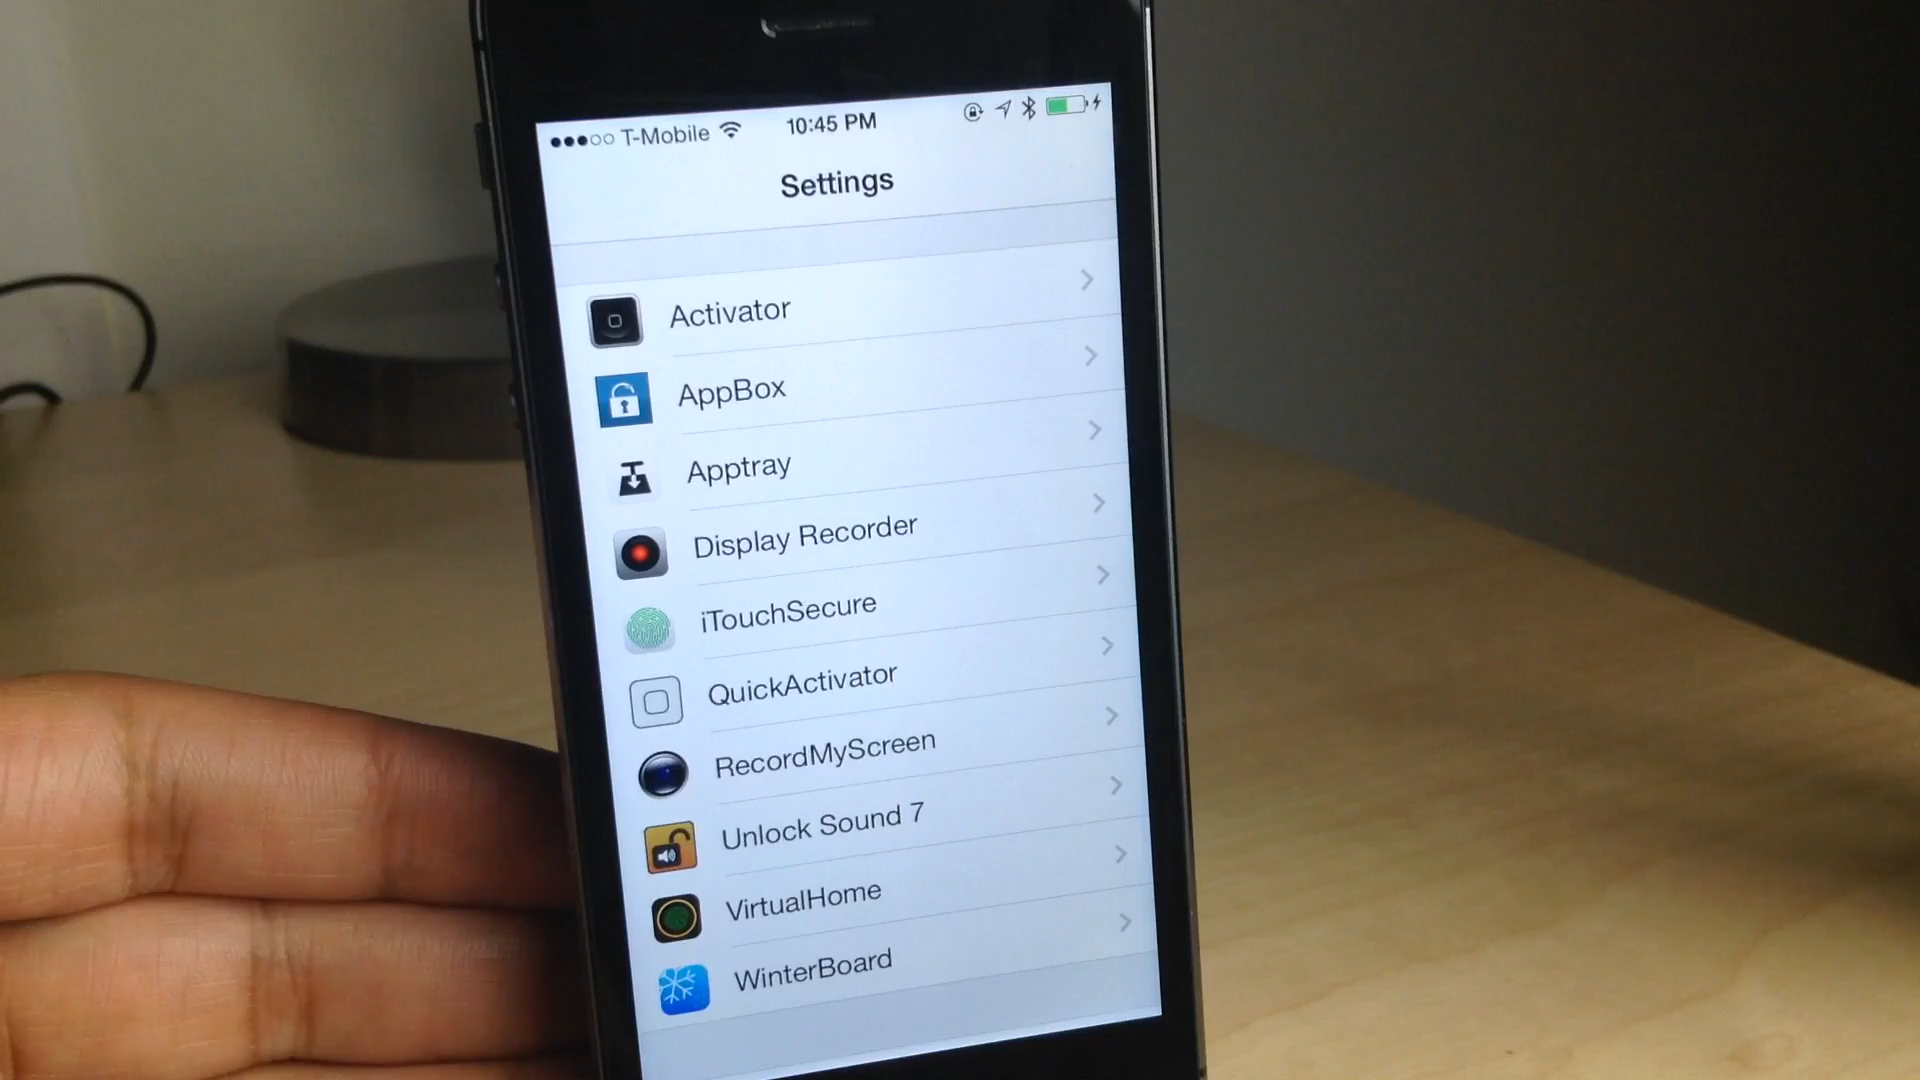 T-Mobile 10:45 PM
Settings
Activator
AppBox
Apptray
Display Recorder
iTouchSecure
QuickActivator
RecordMyScreen
Unlock Sound 7
VirtualHome
WinterBoard